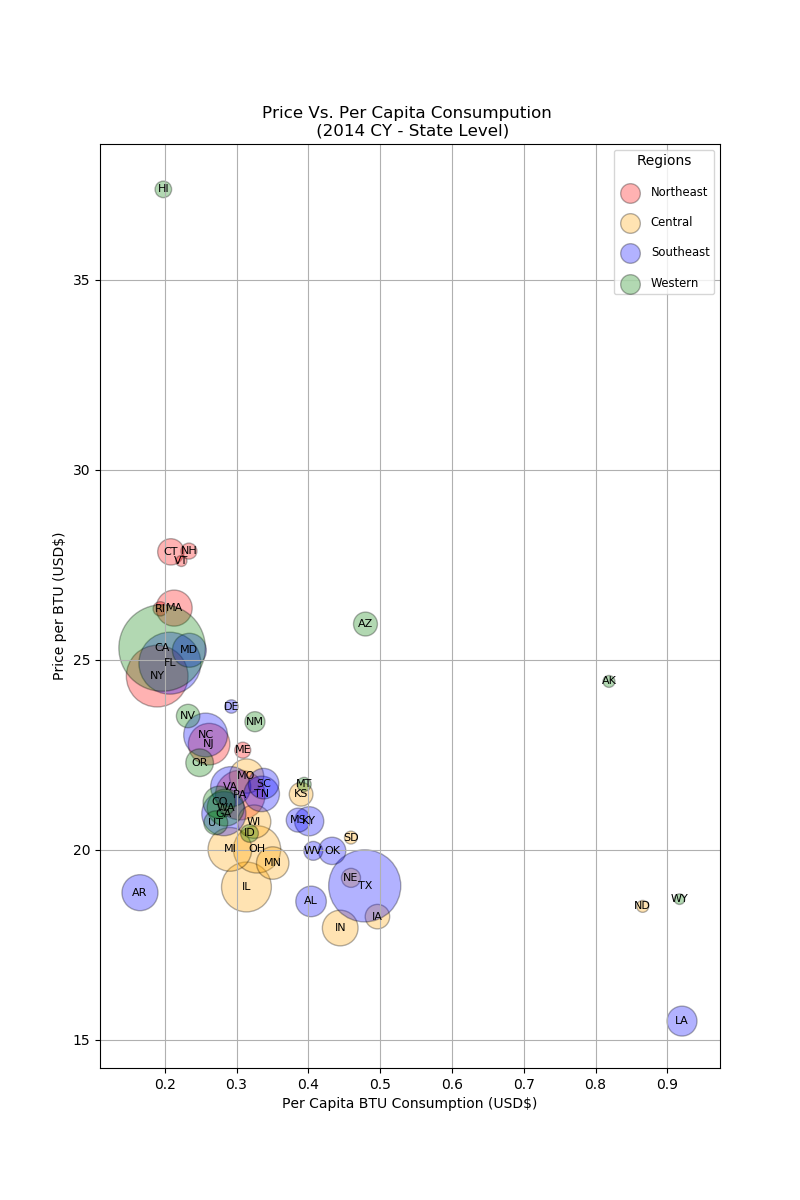 Price Vs. Per Capita Consumpution
(2014 CY - State Level)
Regions
Northeast
Central
Southeast
Western
HI
35
30
CT
NH
VT
RI
MA
AZ
CA
MD
FL
25
NY
AK
DE
NV
NM
NC
NJ
ME
OR
MO
SC
MT
VA
TN
KS
PA
CO
WA
GA
UT
WI
MS
KY
ID
SD
20
MI
OH
WV
OK
MN
NE
TX
IL
AR
AL
WY
ND
IA
IN
LA
15
Price per BTU (USD$)
0.2 0.3 0.4 0.5 0.6 0.7 0.8 0.9
Per Capita BTU Consumption (USD$)